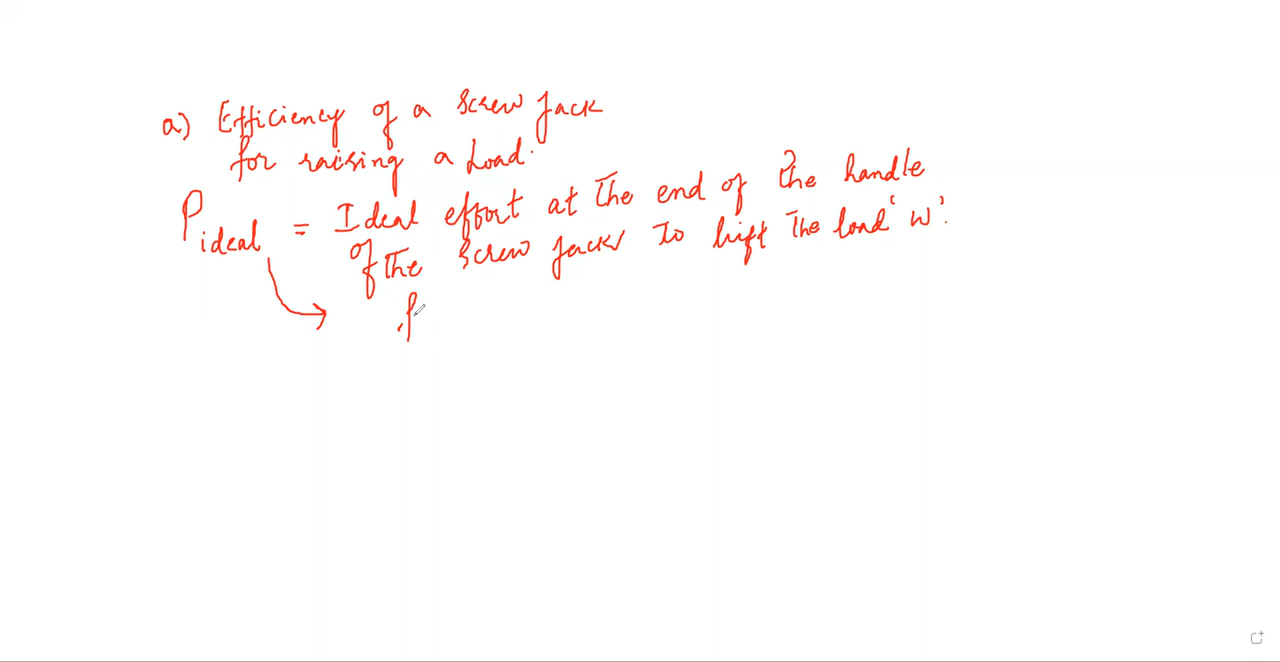 a) Efficiency of a screw Jack
for raising a Load.
P ideal = Ideal effort at the end of the handle
of the screw Jack to lift the load 'W'.